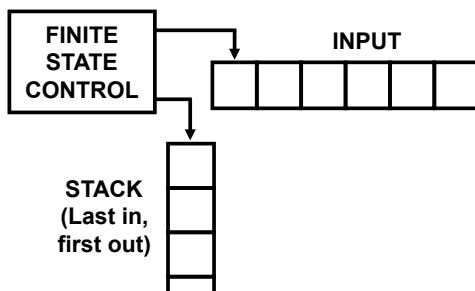 FINITE
STATE
CONTROL
INPUT
STACK
(Last in,
first out)